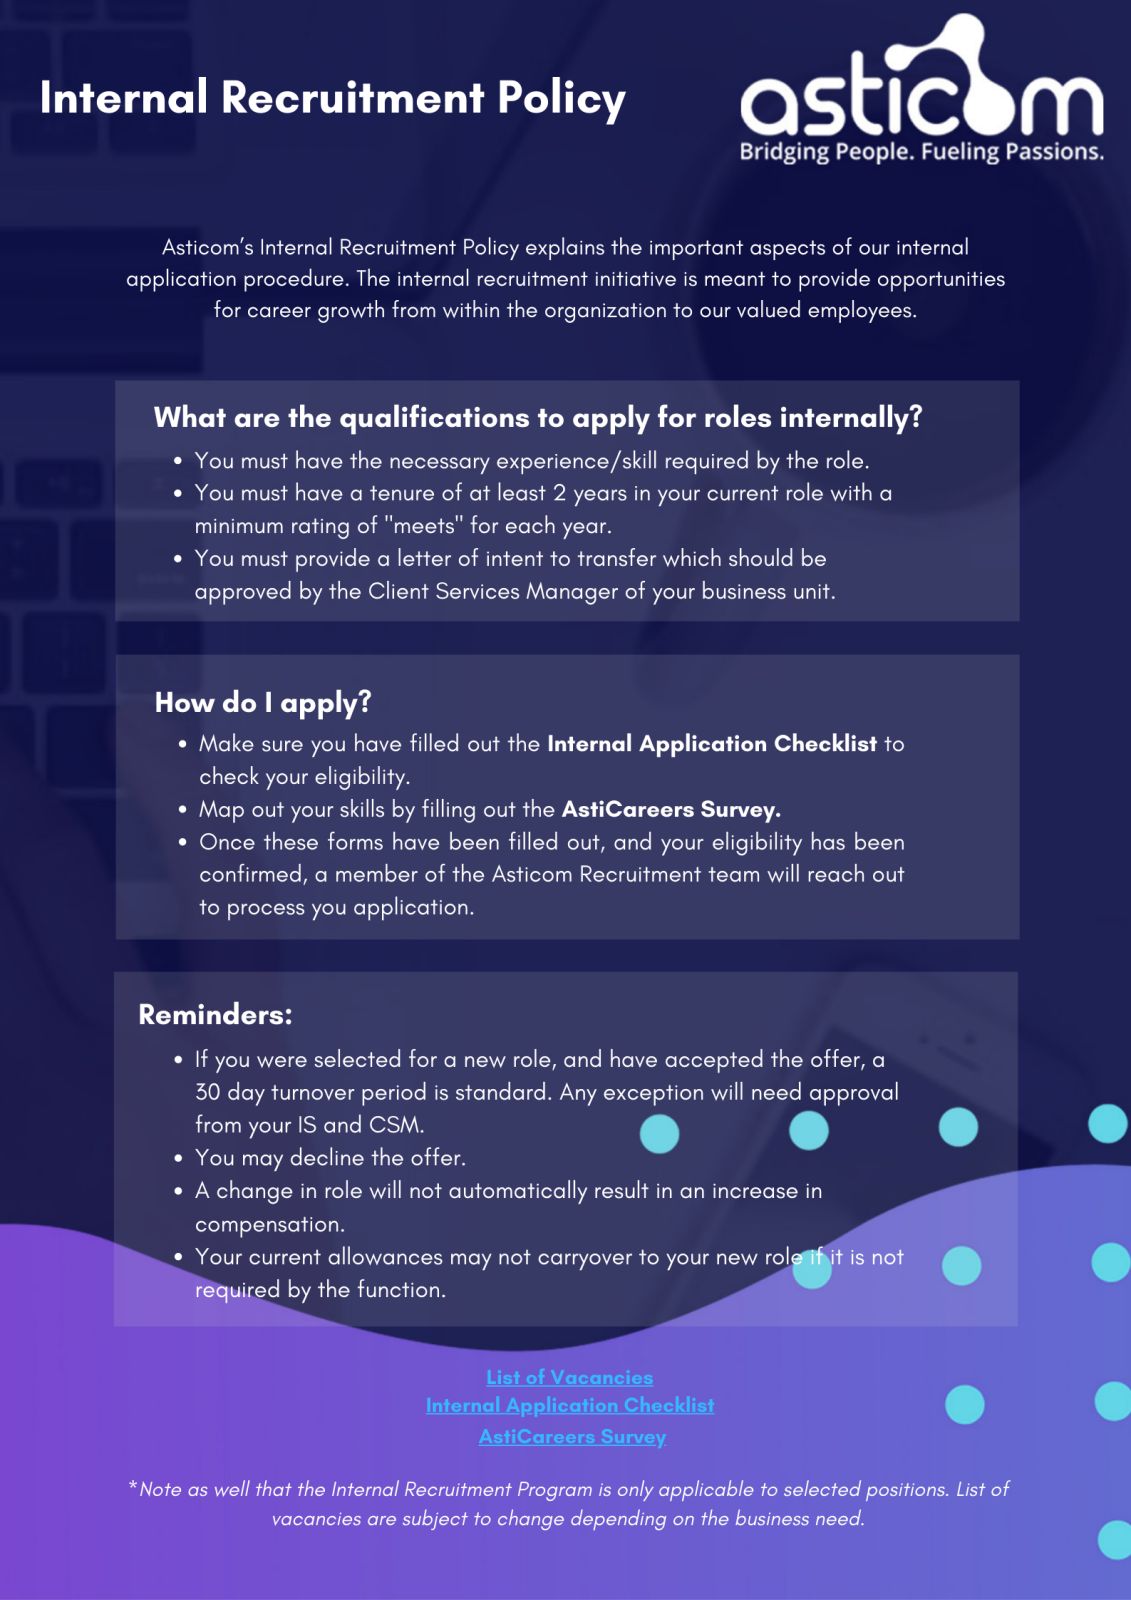 Internal Recruitment Policy
asticom
Bridging People. Fueling Passions.
Asticom's Internal Recruitment Policy explains the important aspects of our internal
application procedure. The internal recruitment initiative is meant to provide opportunities
for career growth from within the organization to our valued employees.
What are the qualifications to apply for roles internally?
• You must have the necessary experience/skill required by the role.
• You must have a tenure of at least 2 years in your current role with a
minimum rating of "meets" for each year.
• You must provide a letter of intent to transfer which should be
approved by the Client Services Manager of your business unit.
How do I apply?
• Make sure you have filled out the Internal Application Checklist to
check your eligibility.
• Map out your skills by filling out the AstiCareers Survey.
• Once these forms have been filled out, and your eligibility has been
confirmed, a member of the Asticom Recruitment team will reach out
to process you application.
Reminders:
• If you were selected for a new role, and have accepted the offer, a
30 day turnover period is standard. Any exception will need approval
from your IS and CSM.
• You may decline the offer.
• A change in role will not automatically result in an increase in
compensation.
• Your current allowances may not carryover to your new role if it is not
required by the function.
List of Vacancies
Internal Application Checklist
AstiCareers Survey
*Note as well that the Internal Recruitment Program is only applicable to selected positions. List of
vacancies are subject to change depending on the business need.